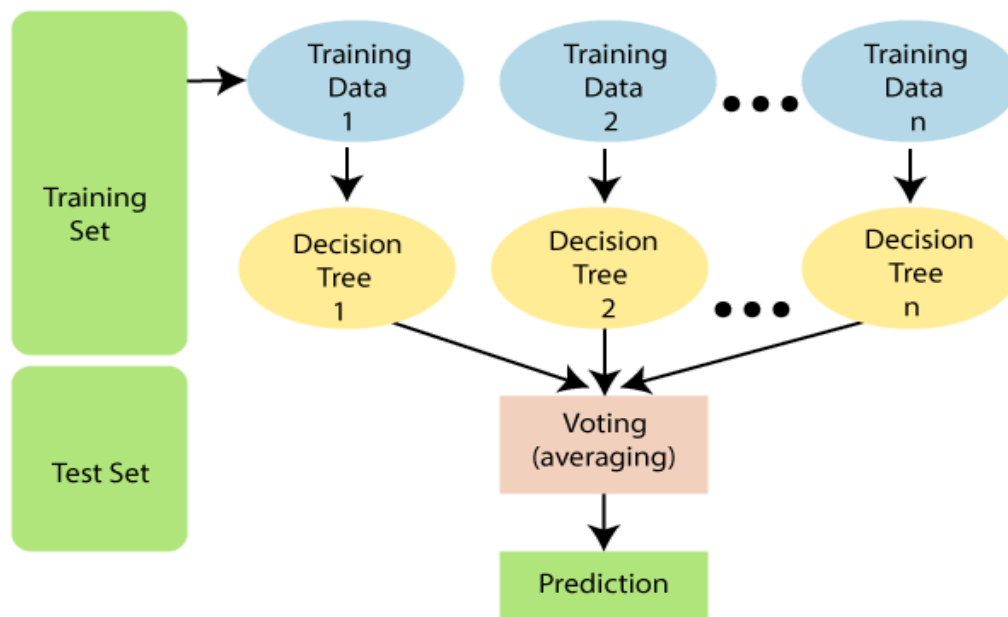 Training
Set
Test Set
Training
Data
1
Training
Data
2
Training
Data
n
Decision
Tree
1
Decision
Tree
2
Decision
Tree
n
Voting
(averaging)
Prediction